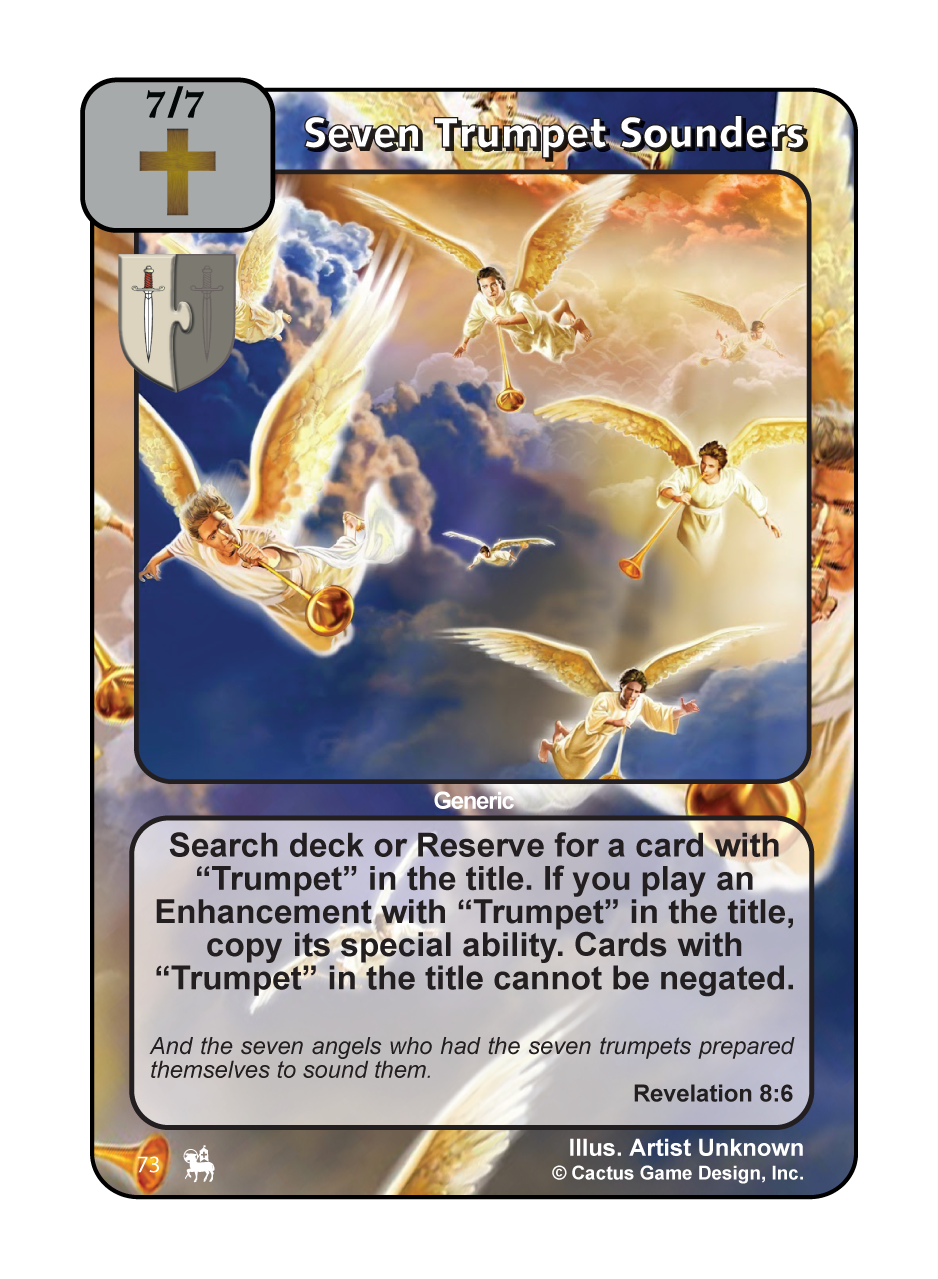 7/7
Seven Trumpet Sounders
Generic
Search deck or Reserve for a card with
“Trumpet” in the title. If you play an
Enhancement with “Trumpet” in the title,
copy its special ability. Cards with
“Trumpet” in the title cannot be negated.
And the seven angels who had the seven trumpets prepared
themselves to sound them.
Revelation 8:6
Illus. Artist Unknown
73
© Cactus Game Design, Inc.